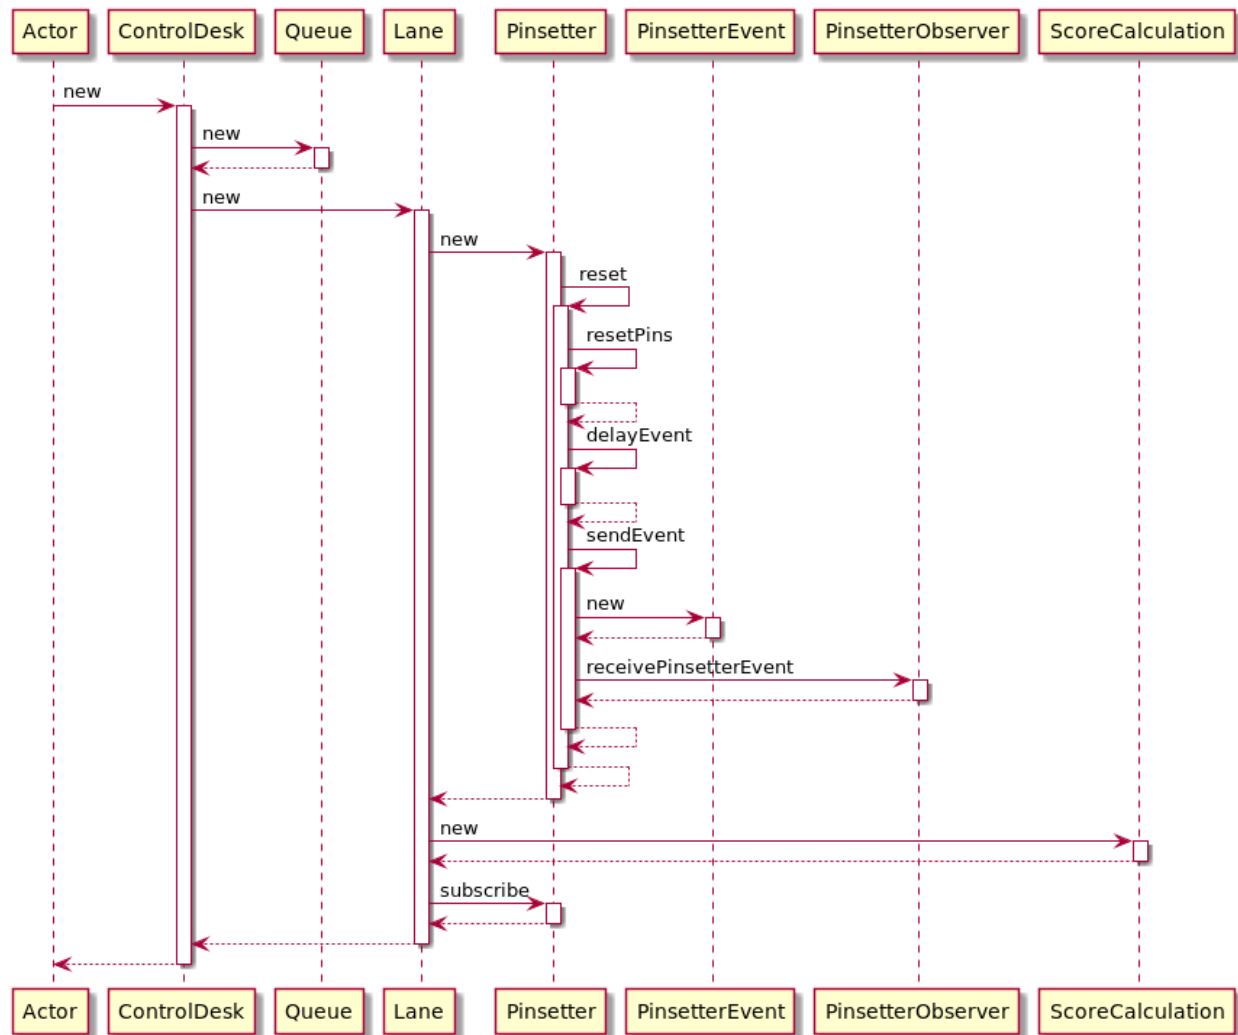 Actor ControlDesk Queue Lane Pinsetter PinsetterEvent PinsetterObserver ScoreCalculation
new
new
new
new
reset
resetPins
delayEvent
sendEvent
new
receivePinsetterEvent
new
subscribe
Actor ControlDesk Queue Lane Pinsetter PinsetterEvent PinsetterObserver ScoreCalculation